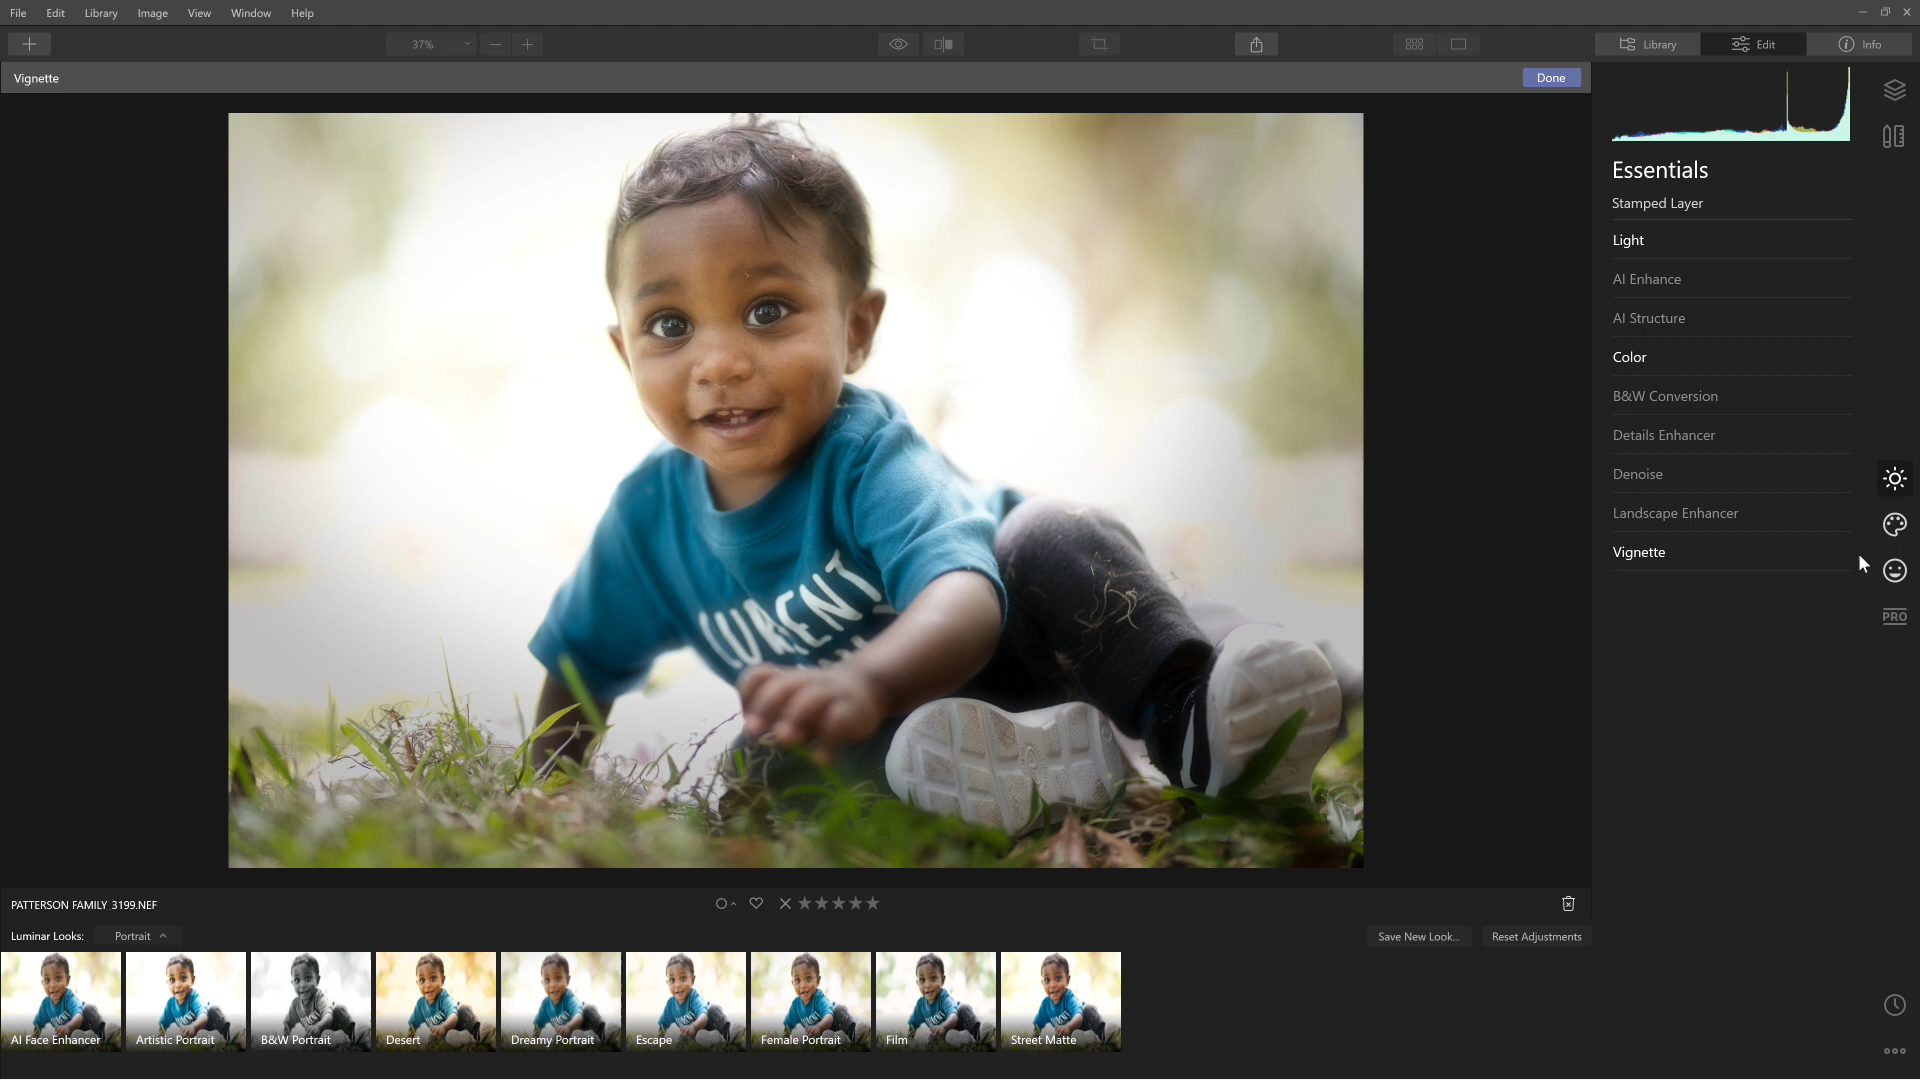 File Edit Library Image View Window Help
37%
Library Edit Info
Vignette
Done
Essentials
Stamped Layer
Light
AI Enhance
AI Structure
Color
B&W Conversion
Details Enhancer
Denoise
Landscape Enhancer
Vignette
PRO
PATTERSON FAMILY_3199.NEF
Luminar Looks: Portrait
Save New Look... Reset Adjustments
AI Face Enhancer Artistic Portrait B&W Portrait Desert Dreamy Portrait Escape Female Portrait Film Street Matte